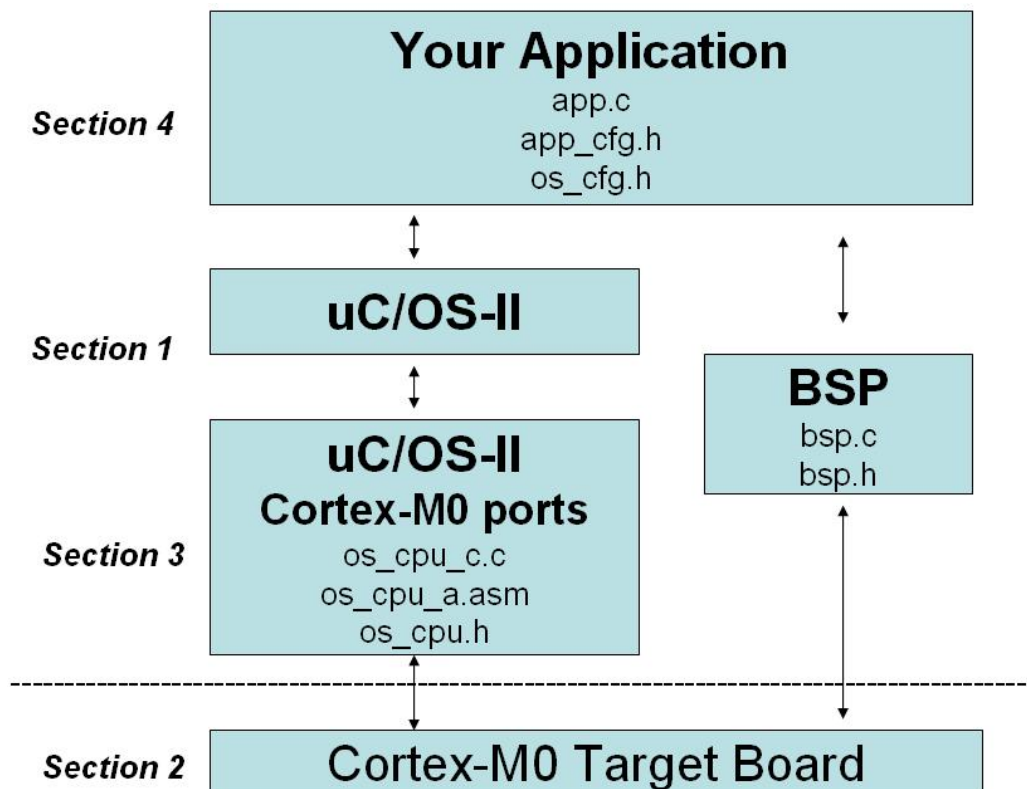 Your Application
app.c
app_cfg.h
os_cfg.h
Section 4
uC/OS-II
Section 1
BSP
bsp.c
bsp.h
uC/OS-II
Cortex-M0 ports
os_cpu_c.c
os_cpu_a.asm
os_cpu.h
Section 3
Section 2
Cortex-M0 Target Board